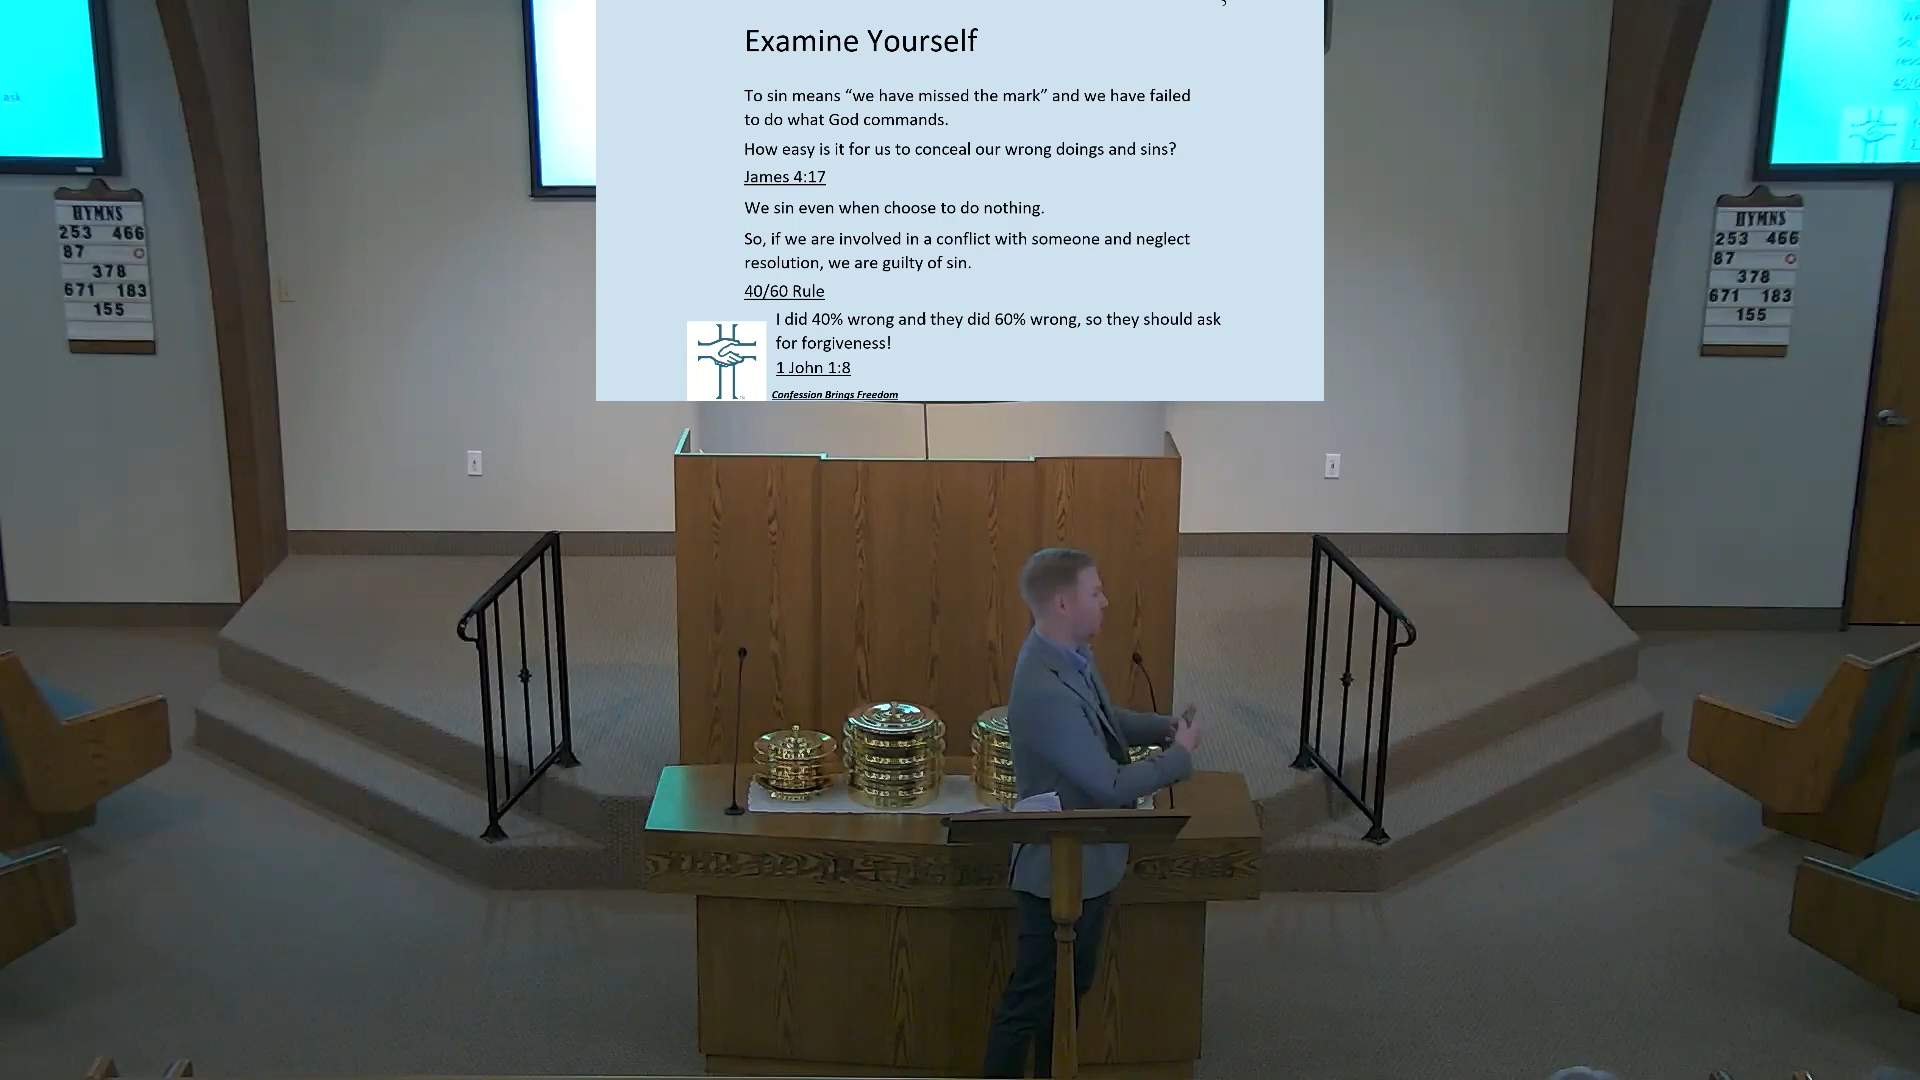 Examine Yourself
To sin means “we have missed the mark” and we have failed
to do what God commands.
How easy is it for us to conceal our wrong doings and sins?
James 4:17
We sin even when choose to do nothing.
So, if we are involved in a conflict with someone and neglect
resolution, we are guilty of sin.
40/60 Rule
I did 40% wrong and they did 60% wrong, so they should ask
for forgiveness!
1 John 1:8
Confession Brings Freedom
ask
HYMNS
253 466
87
378
671 183
155
HYMNS
253 466
87
378
671 183
155